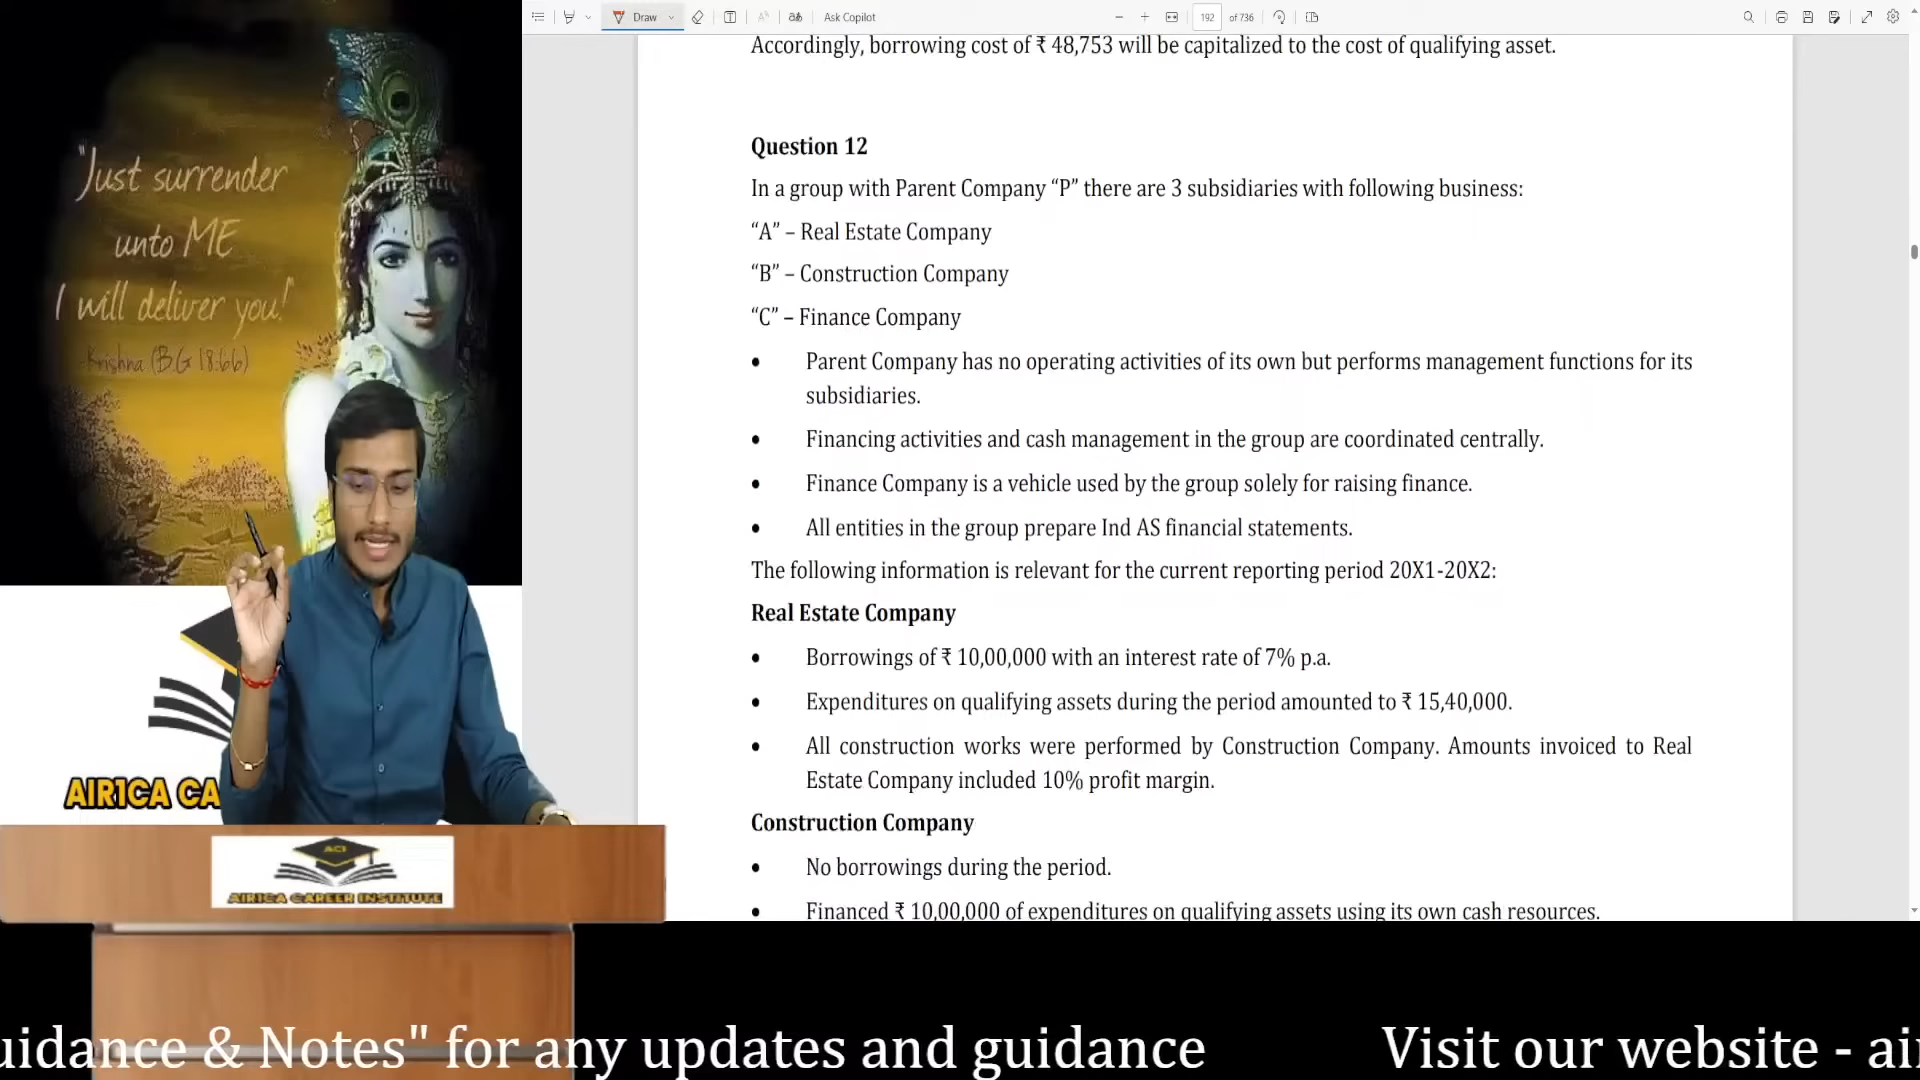 Draw
Ask Copilot
192
of 736
Accordingly, borrowing cost of ₹ 48,753 will be capitalized to the cost of qualifying asset.
"Just surrender
unto ME
I will deliver you!"
-Krishna (B.G 18:66)
Question 12
In a group with Parent Company “P” there are 3 subsidiaries with following business:
“A” – Real Estate Company
“B” – Construction Company
“C” – Finance Company
• Parent Company has no operating activities of its own but performs management functions for its
subsidiaries.
• Financing activities and cash management in the group are coordinated centrally.
• Finance Company is a vehicle used by the group solely for raising finance.
• All entities in the group prepare Ind AS financial statements.
The following information is relevant for the current reporting period 20X1-20X2:
Real Estate Company
• Borrowings of ₹ 10,00,000 with an interest rate of 7% p.a.
• Expenditures on qualifying assets during the period amounted to ₹ 15,40,000.
• All construction works were performed by Construction Company. Amounts invoiced to Real
Estate Company included 10% profit margin.
Construction Company
• No borrowings during the period.
• Financed ₹ 10,00,000 of expenditures on qualifying assets using its own cash resources.
AIR1CA CA
ACI
AIR1CA CAREER INSTITUTE
uidance & Notes" for any updates and guidance
Visit our website - ai